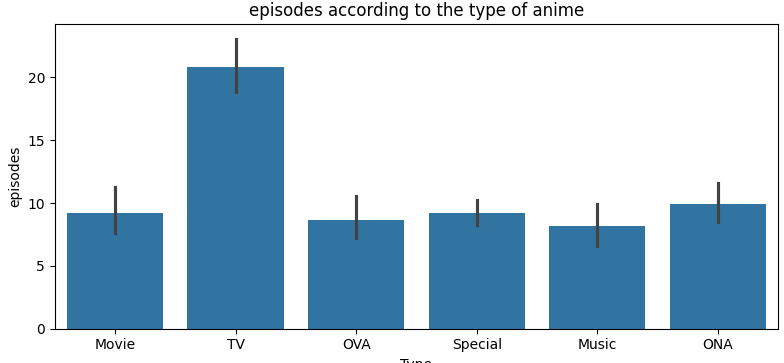 episodes according to the type of anime
episodes
20
15
10
5
0
Movie TV OVA Special Music ONA
Type